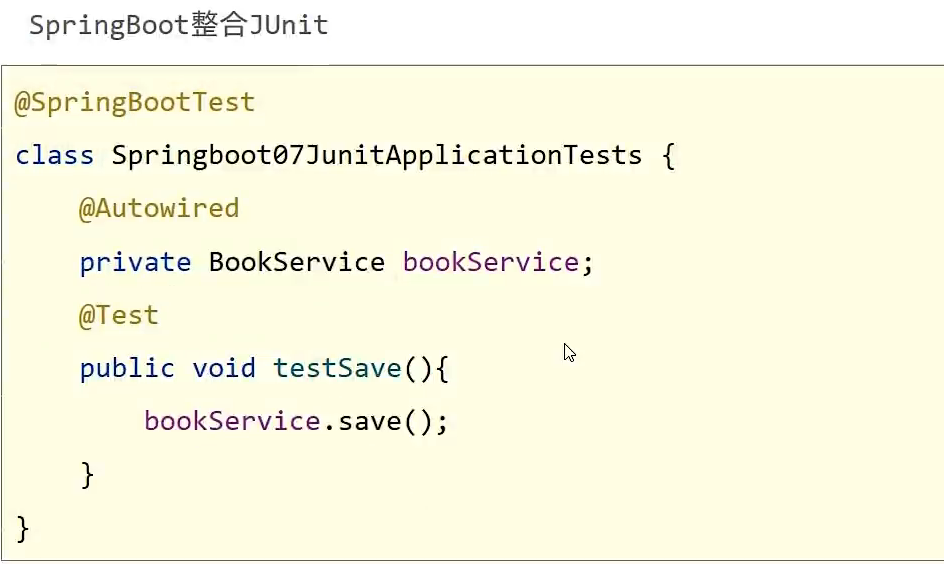 SpringBoot整合JUnit
@SpringBootTest
class Springboot07JunitApplicationTests {
    @Autowired
    private BookService bookService;
    @Test
    public void testSave(){
        bookService.save();
    }
}